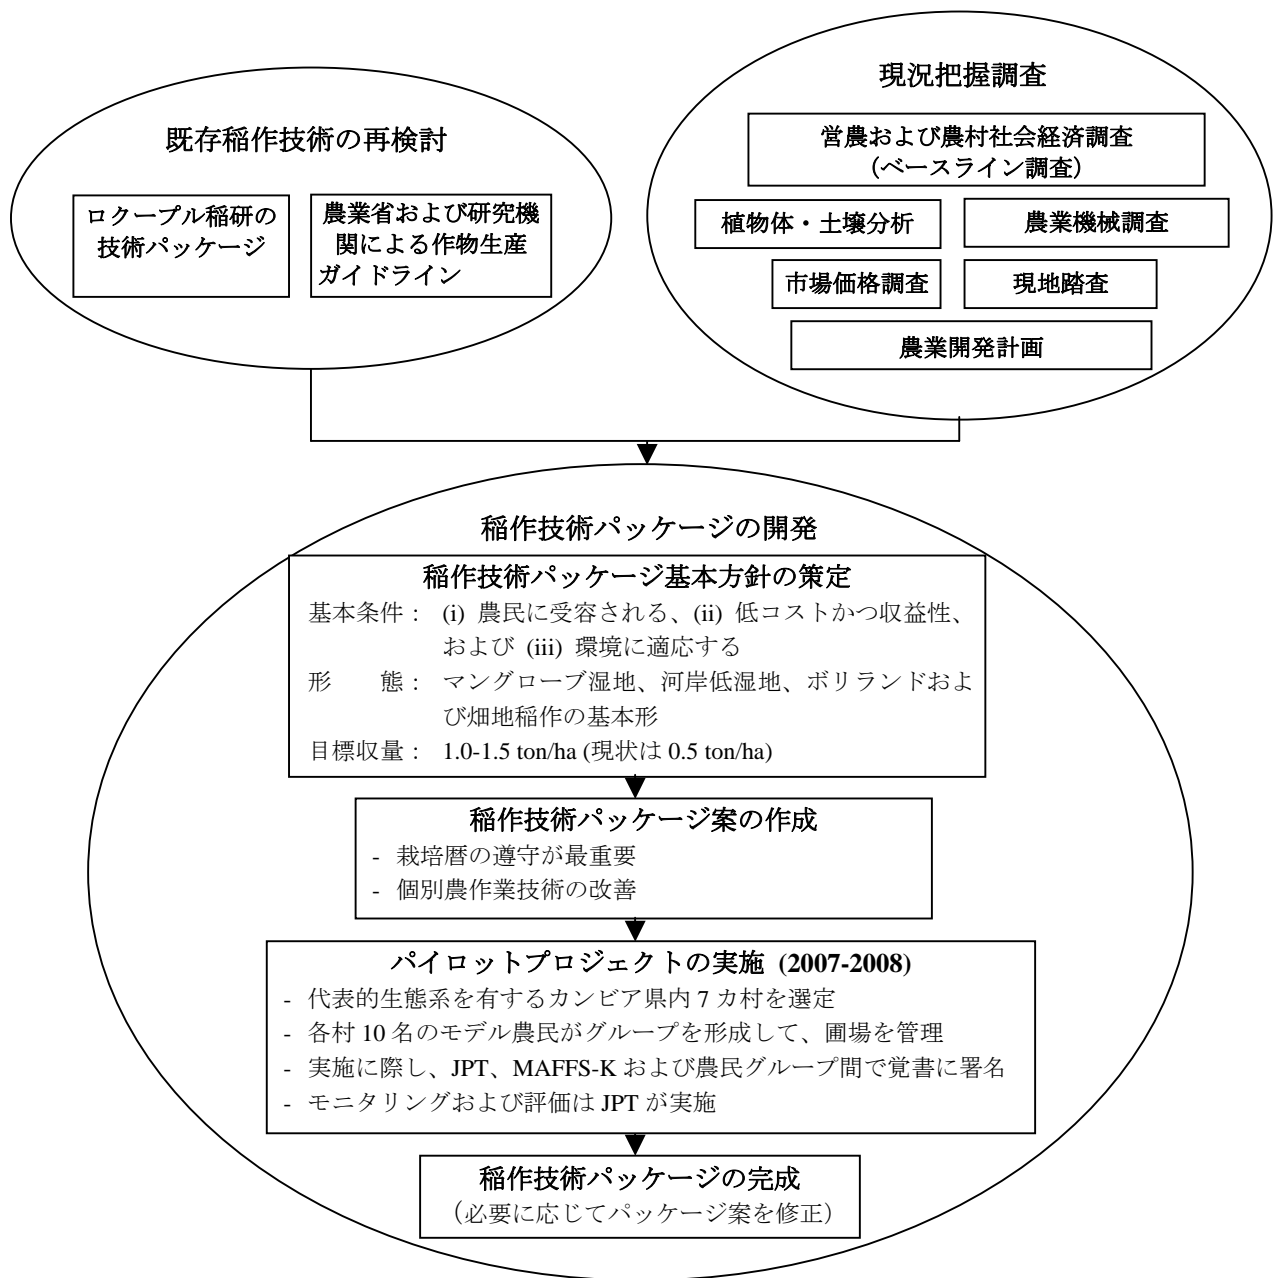 既存稲作技術の再検討
ロクープル稲研の
技術パッケージ
農業省および研究機
関による作物生産
ガイドライン
現況把握調査
営農および農村社会経済調査
（ベースライン調査）
植物体・土壌分析
農業機械調査
市場価格調査
現地踏査
農業開発計画
稲作技術パッケージの開発
稲作技術パッケージ基本方針の策定
基本条件： (i) 農民に受容される、(ii) 低コストかつ収益性、
および (iii) 環境に適応する
形　　態： マングローブ湿地、河岸低湿地、ボリランドおよ
び畑地稲作の基本形
目標収量： 1.0-1.5 ton/ha (現状は 0.5 ton/ha)
稲作技術パッケージ案の作成
- 栽培暦の遵守が最重要
- 個別農作業技術の改善
パイロットプロジェクトの実施 (2007-2008)
- 代表的生態系を有するカンビア県内 7 カ村を選定
- 各村 10 名のモデル農民がグループを形成して、圃場を管理
- 実施に際し、JPT、MAFFS-K および農民グループ間で覚書に署名
- モニタリングおよび評価は JPT が実施
稲作技術パッケージの完成
（必要に応じてパッケージ案を修正）